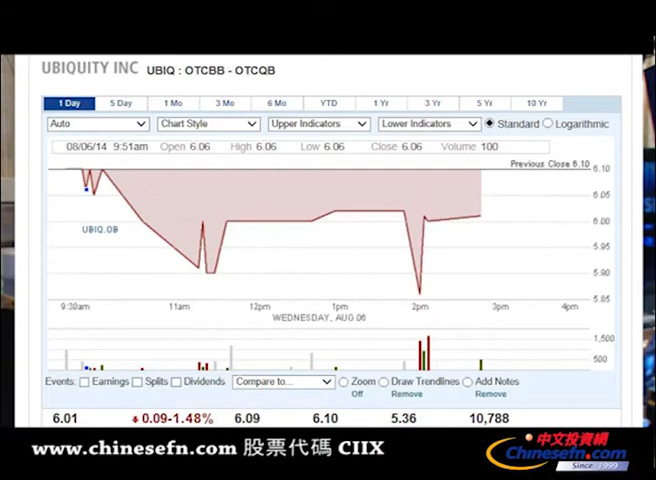 UBIQUITY INC UBIQ : OTCBB - OTCQB
1 Day 5 Day 1 Mo 3 Mo 6 Mo YTD 1 Yr 3 Yr 5 Yr 10 Yr
Auto Chart Style Upper Indicators Lower Indicators Standard Logarithmic
08/06/14 9:51am Open 6.06 High 6.06 Low 6.06 Close 6.06 Volume 100
Previous Close 6.10
6.10
6.05
6.00
5.95
5.90
5.85
UBIQ.OB
9:30am 11am 12pm 1pm 2pm 3pm 4pm
WEDNESDAY, AUG 06
1,500
500
Events: Earnings Splits Dividends Compare to... Zoom Draw Trendlines Add Notes
Off Remove Remove
6.01 0.09-1.48% 6.09 6.10 5.36 10,788
www.chinesefn.com 股票代碼 CIIX
中文投資網
Chinesefn.com
Since 1999